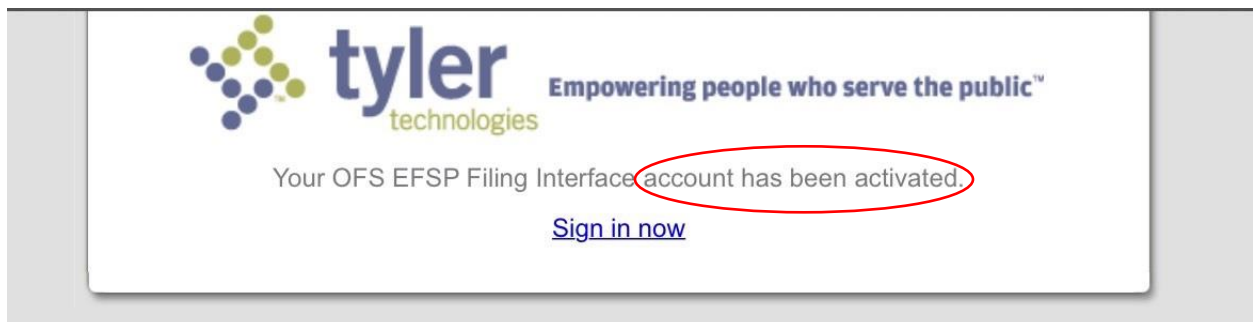 tyler
technologies™
Empowering people who serve the public™
Your OFS EFSP Filing Interface account has been activated.
Sign in now